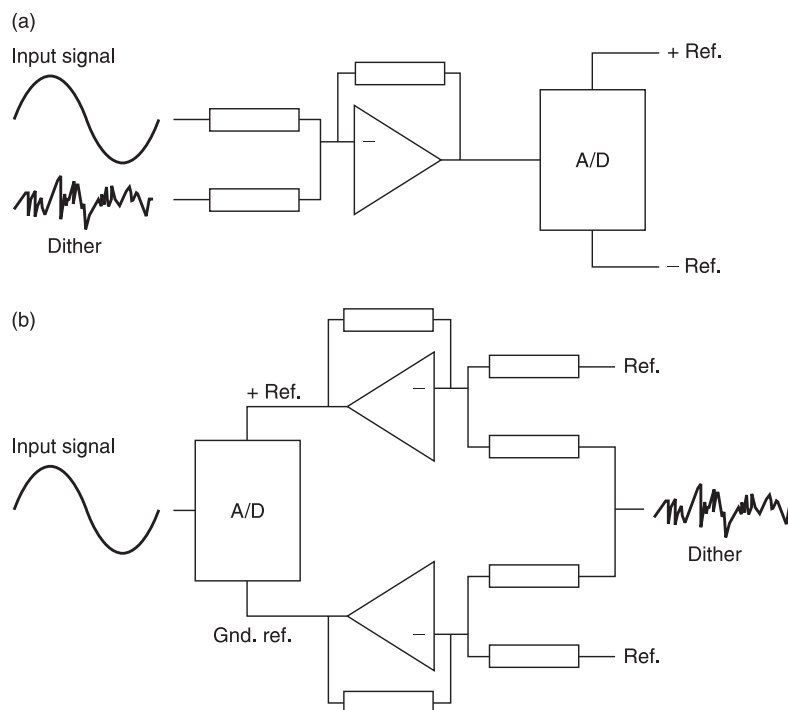 (a)
Input signal
+ Ref.
−
A/D
Dither
− Ref.
(b)
− Ref.
+ Ref.
Input signal
A/D
Dither
−
Gnd. ref.
Ref.